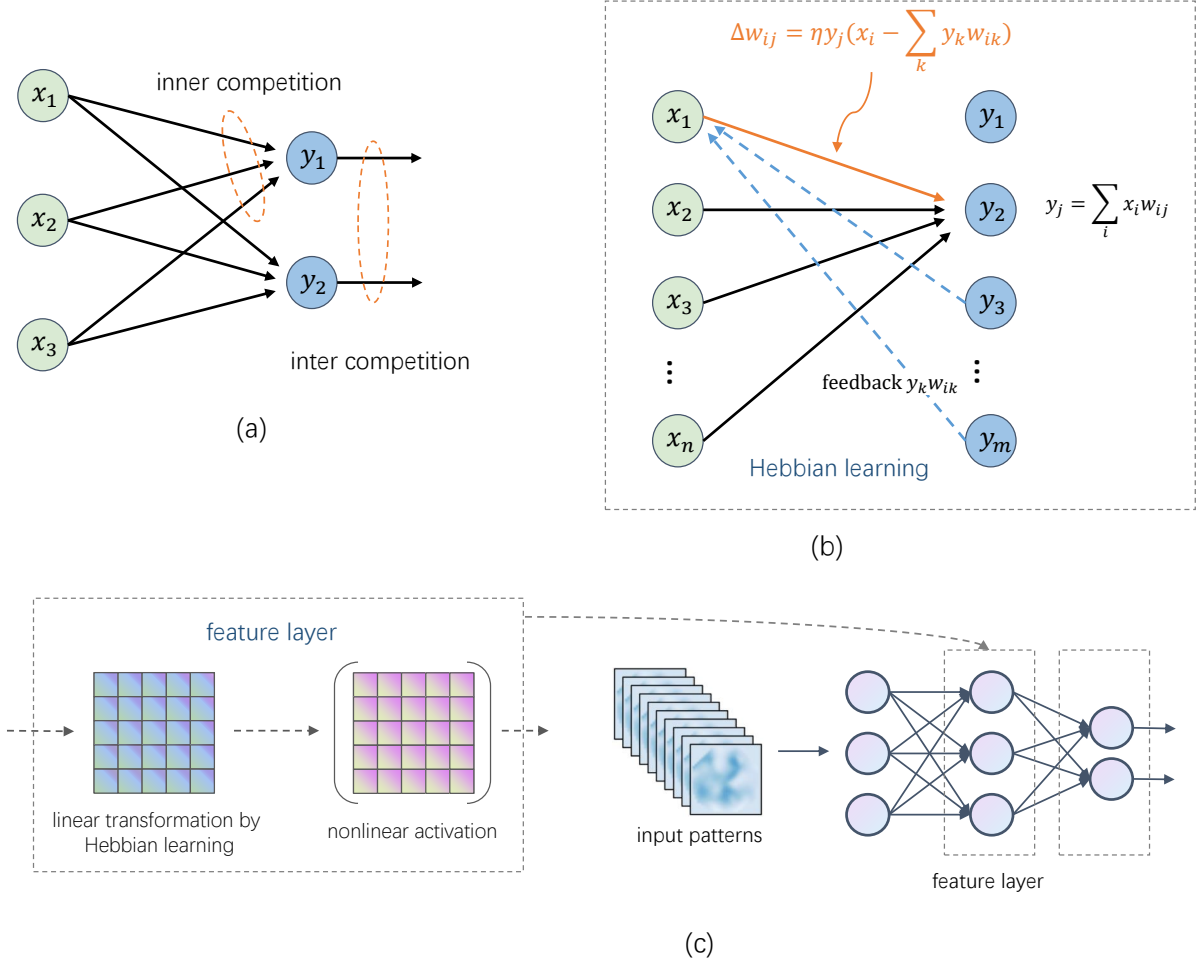 x₁
x₂
x₃
inner competition
y₁
y₂
inter competition
(a)
Δwᵢⱼ = ηyⱼ(xᵢ − ∑ₖ yₖwᵢₖ)
x₁
x₂
x₃
⋮
xₙ
y₁
y₂
y₃
⋮
yₘ
yⱼ = ∑ᵢ xᵢwᵢⱼ
feedback yₖwᵢₖ
Hebbian learning
(b)
feature layer
linear transformation by
Hebbian learning
nonlinear activation
input patterns
feature layer
(c)